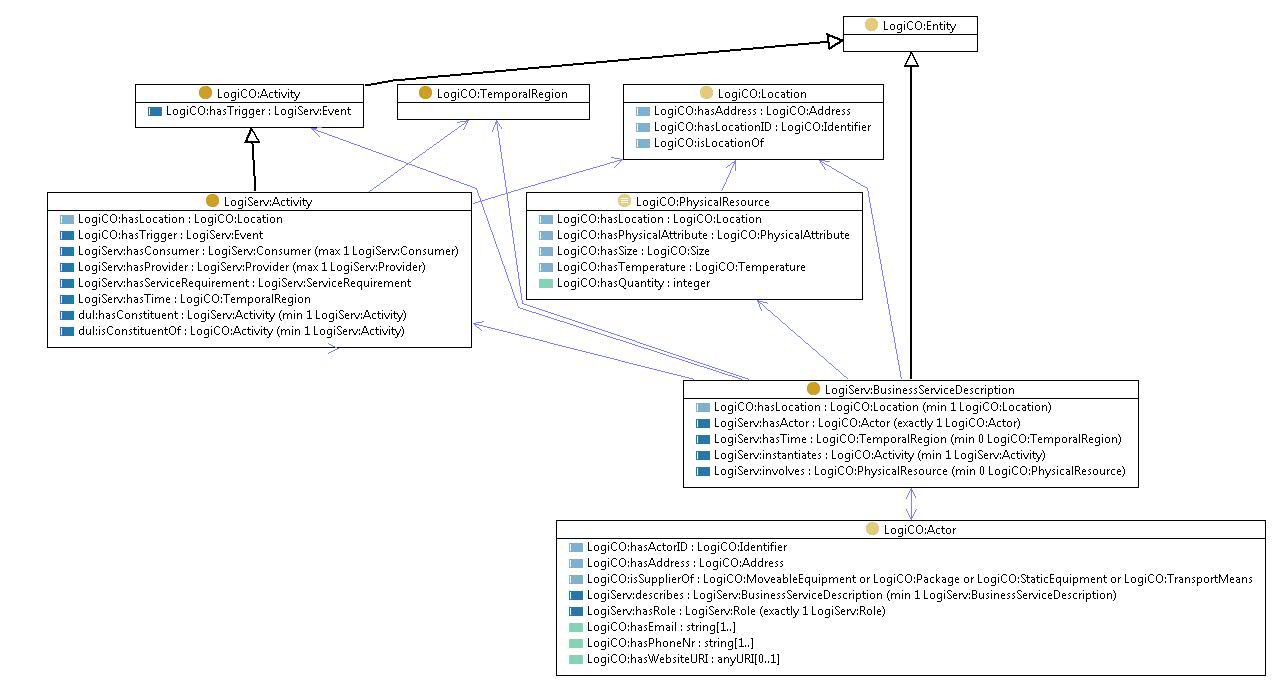 LogiCO:Entity
LogiCO:Activity
LogiCO:hasTrigger : LogiServ:Event
LogiCO:TemporalRegion
LogiCO:Location
LogiCO:hasAddress : LogiCO:Address
LogiCO:hasLocationID : LogiCO:Identifier
LogiCO:isLocationOf
LogiServ:Activity
LogiCO:hasLocation : LogiCO:Location
LogiCO:hasTrigger : LogiServ:Event
LogiServ:hasConsumer : LogiServ:Consumer (max 1 LogiServ:Consumer)
LogiServ:hasProvider : LogiServ:Provider (max 1 LogiServ:Provider)
LogiServ:hasServiceRequirement : LogiServ:ServiceRequirement
LogiServ:hasTime : LogiCO:TemporalRegion
dul:hasConstituent : LogiServ:Activity (min 1 LogiServ:Activity)
dul:isConstituentOf : LogiCO:Activity (min 1 LogiServ:Activity)
LogiCO:PhysicalResource
LogiCO:hasLocation : LogiCO:Location
LogiCO:hasPhysicalAttribute : LogiCO:PhysicalAttribute
LogiCO:hasSize : LogiCO:Size
LogiCO:hasTemperature : LogiCO:Temperature
LogiCO:hasQuantity : integer
LogiServ:BusinessServiceDescription
LogiCO:hasLocation : LogiCO:Location (min 1 LogiCO:Location)
LogiServ:hasActor : LogiCO:Actor (exactly 1 LogiCO:Actor)
LogiServ:hasTime : LogiCO:TemporalRegion (min 0 LogiCO:TemporalRegion)
LogiServ:instantiates : LogiCO:Activity (min 1 LogiServ:Activity)
LogiServ:involves : LogiCO:PhysicalResource (min 0 LogiCO:PhysicalResource)
LogiCO:Actor
LogiCO:hasActorID : LogiCO:Identifier
LogiCO:hasAddress : LogiCO:Address
LogiCO:isSupplierOf : LogiCO:MoveableEquipment or LogiCO:Package or LogiCO:StaticEquipment or LogiCO:TransportMeans
LogiServ:describes : LogiServ:BusinessServiceDescription (min 1 LogiServ:BusinessServiceDescription)
LogiServ:hasRole : LogiServ:Role (exactly 1 LogiServ:Role)
LogiCO:hasEmail : string[1..]
LogiCO:hasPhoneNr : string[1..]
LogiCO:hasWebsiteURI : anyURI[0..1]